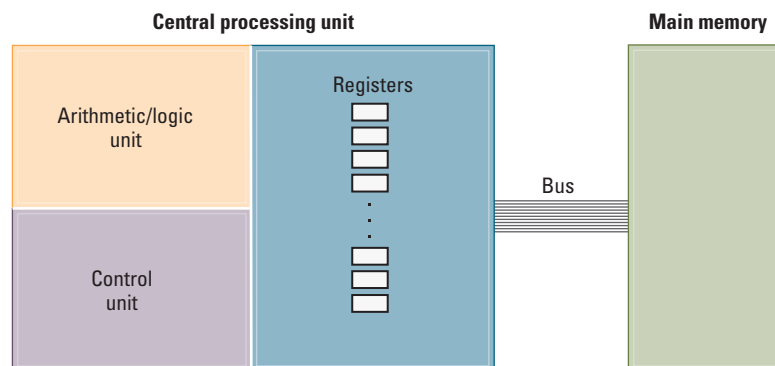 Central processing unit
Main memory
Arithmetic/logic
unit
Registers
Bus
Control
unit